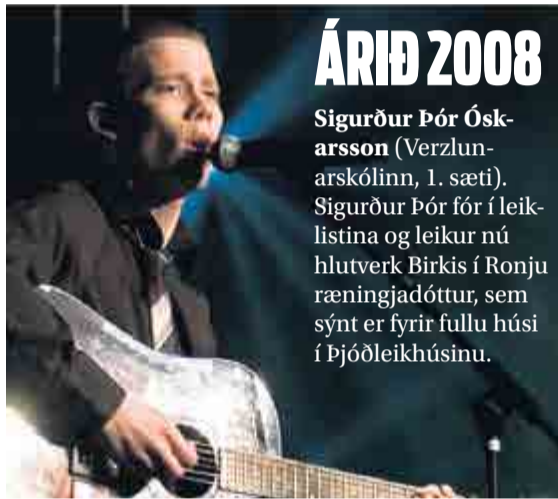 ÁRIÐ 2008
Sigurður Þór Ósk-
arsson (Verzlun-
arskólinn, 1. sæti).
Sigurður Þór fór í leik-
listina og leikur nú
hlutverk Birkis í Ronju
ræningjadóttur, sem
sýnt er fyrir fullu húsi
í Þjóðleikhúsinu.